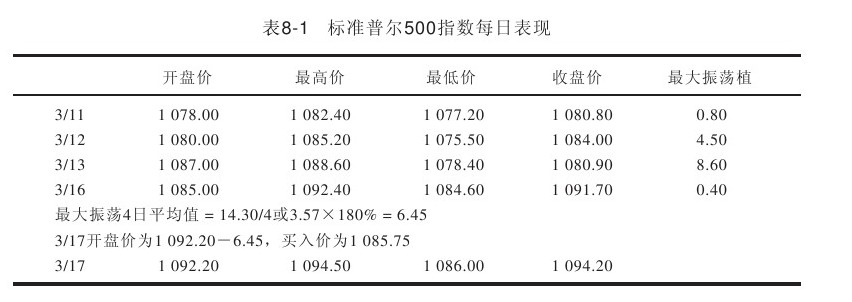 表8-1 标准普尔500指数每日表现
开盘价 最高价 最低价 收盘价 最大振荡植
3/11 1 078.00 1 082.40 1 077.20 1 080.80 0.80
3/12 1 080.00 1 085.20 1 075.50 1 084.00 4.50
3/13 1 087.00 1 088.60 1 078.40 1 080.90 8.60
3/16 1 085.00 1 092.40 1 084.60 1 091.70 0.40
最大振荡4日平均值 = 14.30/4或3.57×180% = 6.45
3/17开盘价为1 092.20－6.45，买入价为1 085.75
3/17 1 092.20 1 094.50 1 086.00 1 094.20